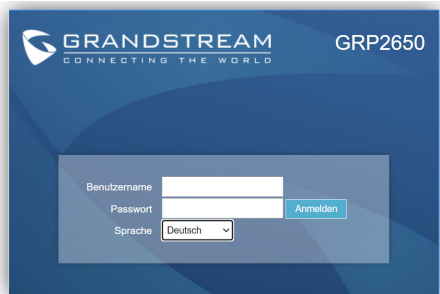 GRANDSTREAM
CONNECTING THE WORLD
GRP2650
Benutzername
Passwort
Anmelden
Sprache
Deutsch